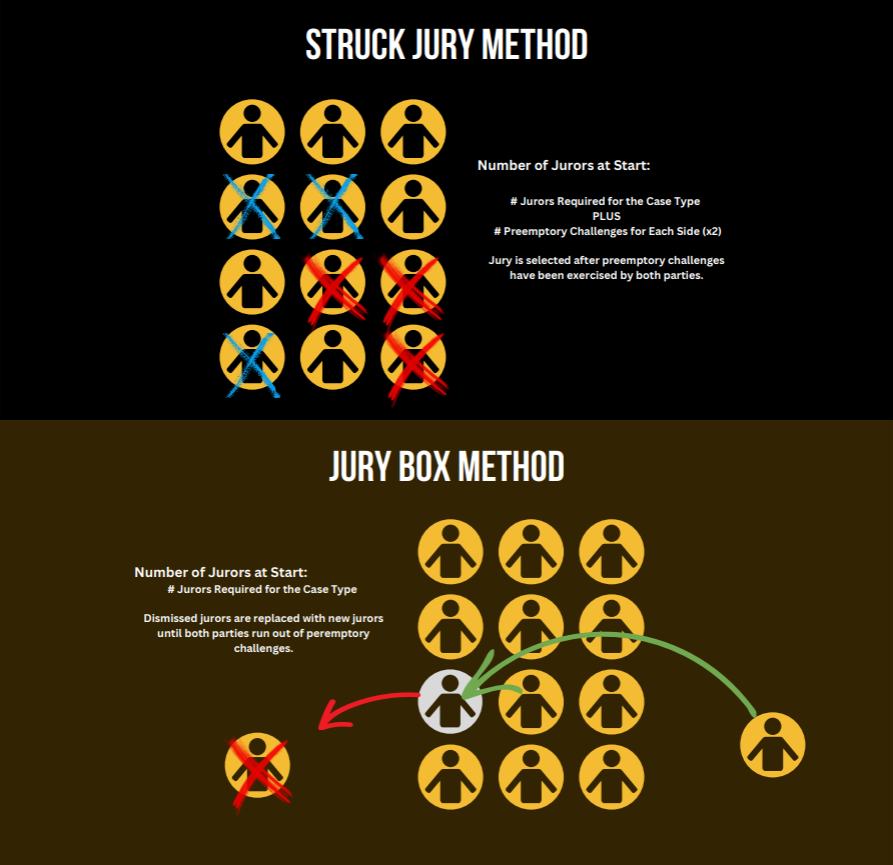 STRUCK JURY METHOD
Number of Jurors at Start:
# Jurors Required for the Case Type
PLUS
# Preemptory Challenges for Each Side (x2)
Jury is selected after preemptory challenges
have been exercised by both parties.
JURY BOX METHOD
Number of Jurors at Start:
# Jurors Required for the Case Type
Dismissed jurors are replaced with new jurors
until both parties run out of peremptory
challenges.